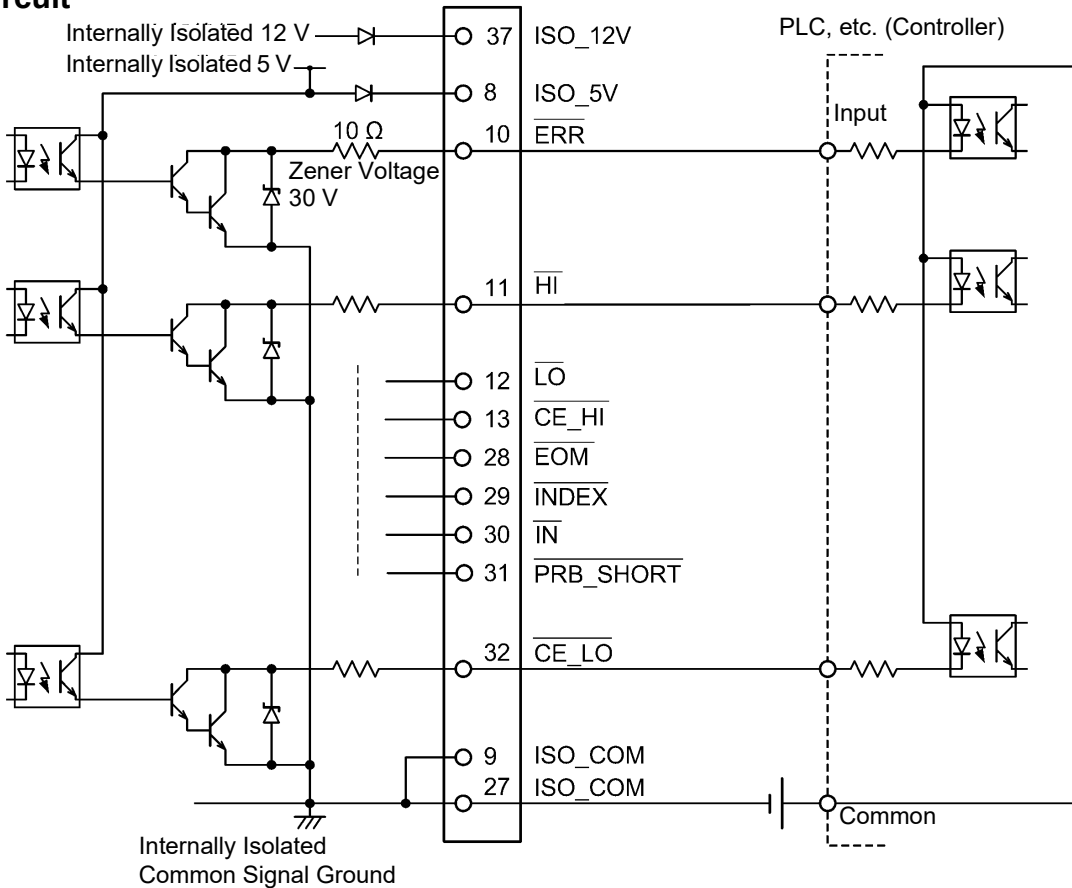 rcuit
Internally Isolated 12 V
37 ISO_12V
PLC, etc. (Controller)
Internally Isolated 5 V
8 ISO_5V
10 ERR
Input
10 Ω
Zener Voltage
30 V
11 HI
12 LO
13 CE_HI
28 EOM
29 INDEX
30 IN
31 PRB_SHORT
32 CE_LO
9 ISO_COM
27 ISO_COM
Common
Internally Isolated
Common Signal Ground